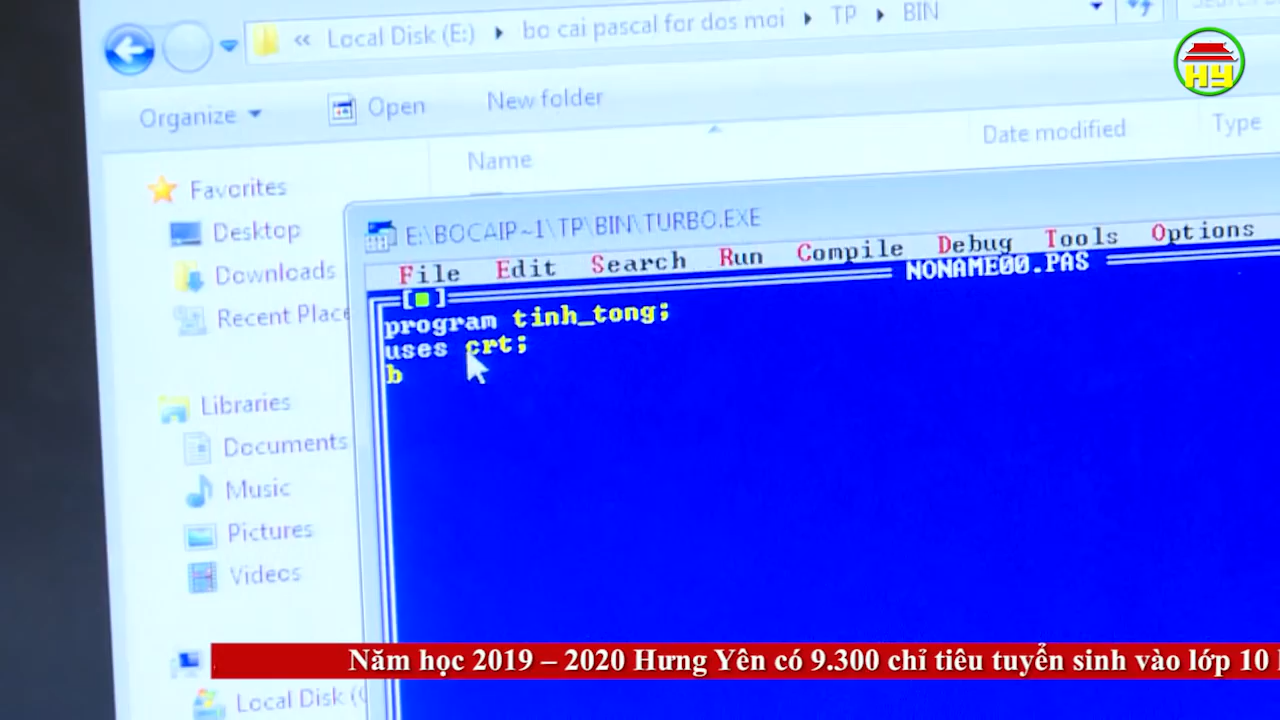 « Local Disk (E:) bo cai pascal for dos moi TP BIN
HY
Organize Open New folder
Name Date modified Type
Favorites
Desktop
Downloads
Recent Place
Libraries
Documents
Music
Pictures
Videos
Local Disk (
E:\BOCAIP~1\TP\BIN\TURBO.EXE
File Edit Search Run Compile Debug Tools Options
NONAME00.PAS
program tinh_tong;
uses crt;
b
Năm học 2019 – 2020 Hưng Yên có 9.300 chỉ tiêu tuyển sinh vào lớp 10